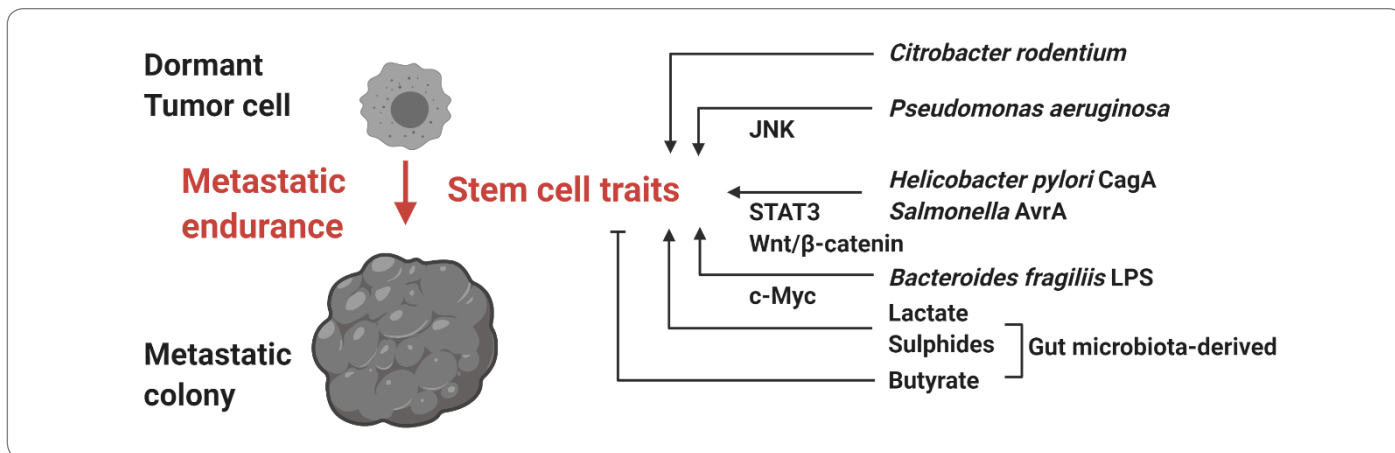 Dormant
Tumor cell
Metastatic
endurance
Stem cell traits
Metastatic
colony
Citrobacter rodentium
Pseudomonas aeruginosa
JNK
Helicobacter pylori CagA
Salmonella AvrA
STAT3
Wnt/β-catenin
Bacteroides fragiliis LPS
c-Myc
Lactate
Sulphides
Gut microbiota-derived
Butyrate